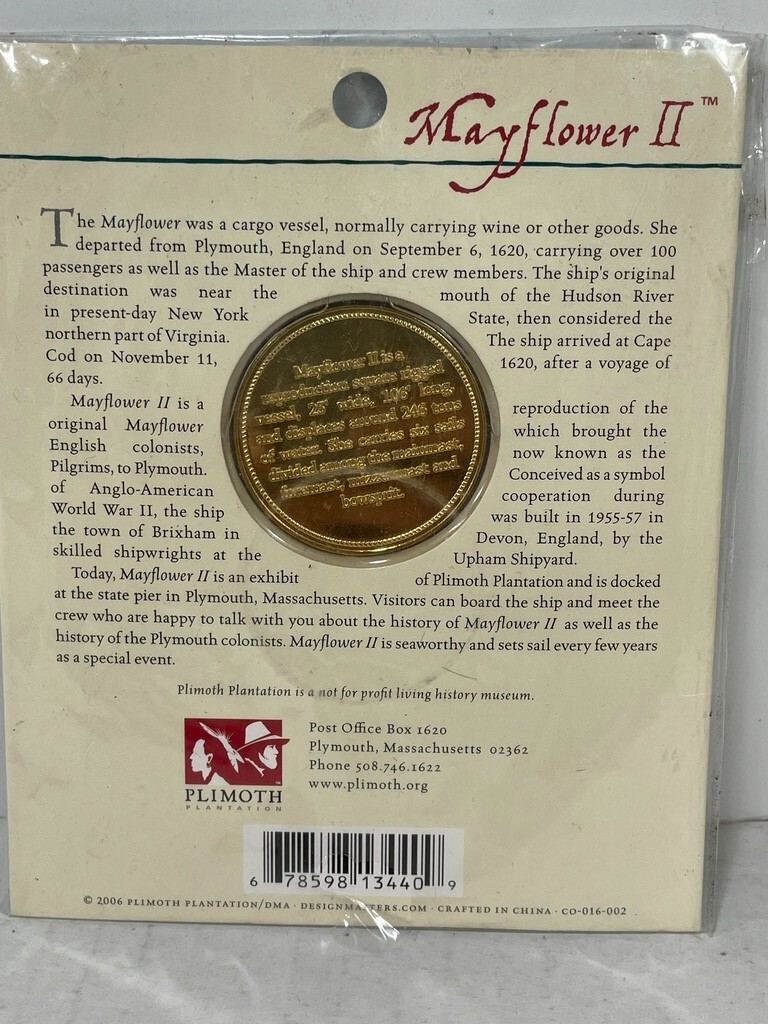 Mayflower II ™
The Mayflower was a cargo vessel, normally carrying wine or other goods. She
departed from Plymouth, England on September 6, 1620, carrying over 100
passengers as well as the Master of the ship and crew members. The ship's original
destination was near the mouth of the Hudson River
in present-day New York State, then considered the
northern part of Virginia. The ship arrived at Cape
Cod on November 11, 1620, after a voyage of
66 days.
Mayflower II is a reproduction of the
original Mayflower which brought the
English colonists, now known as the
Pilgrims, to Plymouth. Conceived as a symbol
of Anglo-American cooperation during
World War II, the ship was built in 1955-57 in
the town of Brixham in Devon, England, by the
skilled shipwrights at the Upham Shipyard.
Today, Mayflower II is an exhibit of Plimoth Plantation and is docked
at the state pier in Plymouth, Massachusetts. Visitors can board the ship and meet the
crew who are happy to talk with you about the history of Mayflower II as well as the
history of the Plymouth colonists. Mayflower II is seaworthy and sets sail every few years
as a special event.
Mayflower II is a
reproduction square rigged
vessel, 25' wide, 106' long,
and displaces around 246 tons
of water. She carries six sails
divided among the mainmast,
foremast, mizzenmast and
bowsprit.
Plimoth Plantation is a not for profit living history museum.
PLIMOTH
PLANTATION
Post Office Box 1620
Plymouth, Massachusetts 02362
Phone 508.746.1622
www.plimoth.org
6 78598 13440 9
© 2006 PLIMOTH PLANTATION/DMA · DESIGNMASTERS.COM · CRAFTED IN CHINA · CO-016-002